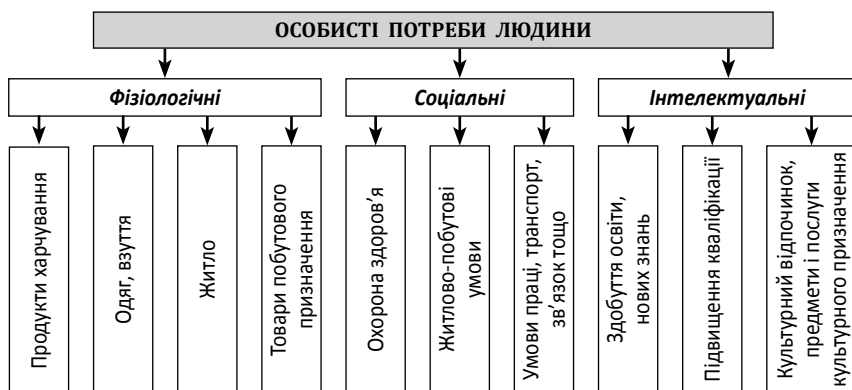 ОСОБИСТІ ПОТРЕБИ ЛЮДИНИ
Фізіологічні
Соціальні
Інтелектуальні
Продукти харчування
Одяг, взуття
Житло
Товари побутового
призначення
Охорона здоров’я
Житлово-побутові
умови
Умови праці, транспорт,
зв’язок тощо
Здобуття освіти,
нових знань
Підвищення кваліфікації
Культурний відпочинок,
предмети і послуги
культурного призначення